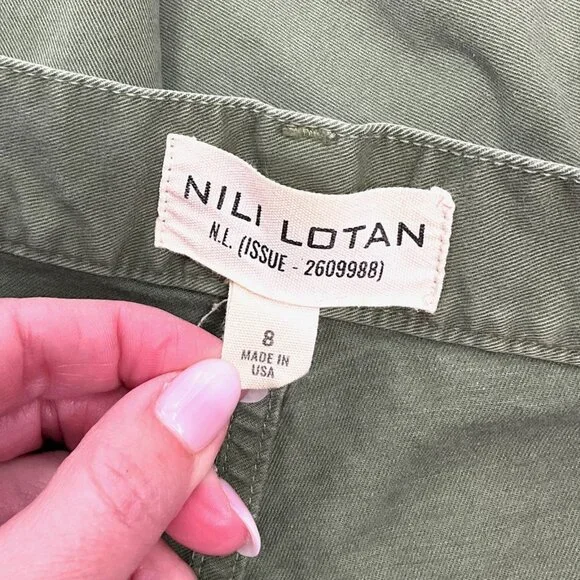 NILI LOTAN
N.L. (ISSUE - 2609988)
8
MADE IN
USA